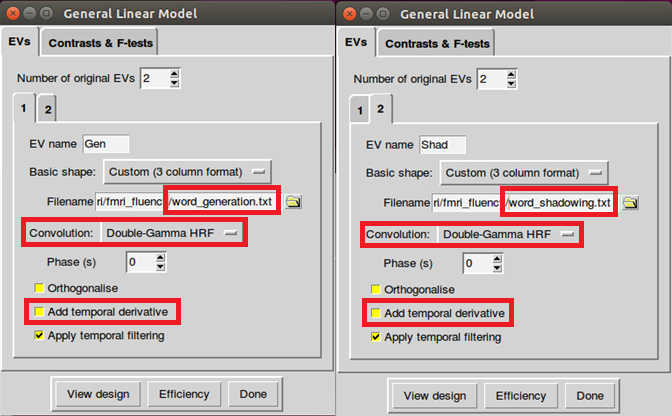 General Linear Model
EVs Contrasts & F-tests
Number of original EVs 2
1 2
EV name Gen
Basic shape: Custom (3 column format)
Filename ri/fmri_fluency/word_generation.txt
Convolution: Double-Gamma HRF
Phase (s) 0
Orthogonalise
Add temporal derivative
Apply temporal filtering
View design Efficiency Done
General Linear Model
EVs Contrasts & F-tests
Number of original EVs 2
1 2
EV name Shad
Basic shape: Custom (3 column format)
Filename ri/fmri_fluency/word_shadowing.txt
Convolution: Double-Gamma HRF
Phase (s) 0
Orthogonalise
Add temporal derivative
Apply temporal filtering
View design Efficiency Done